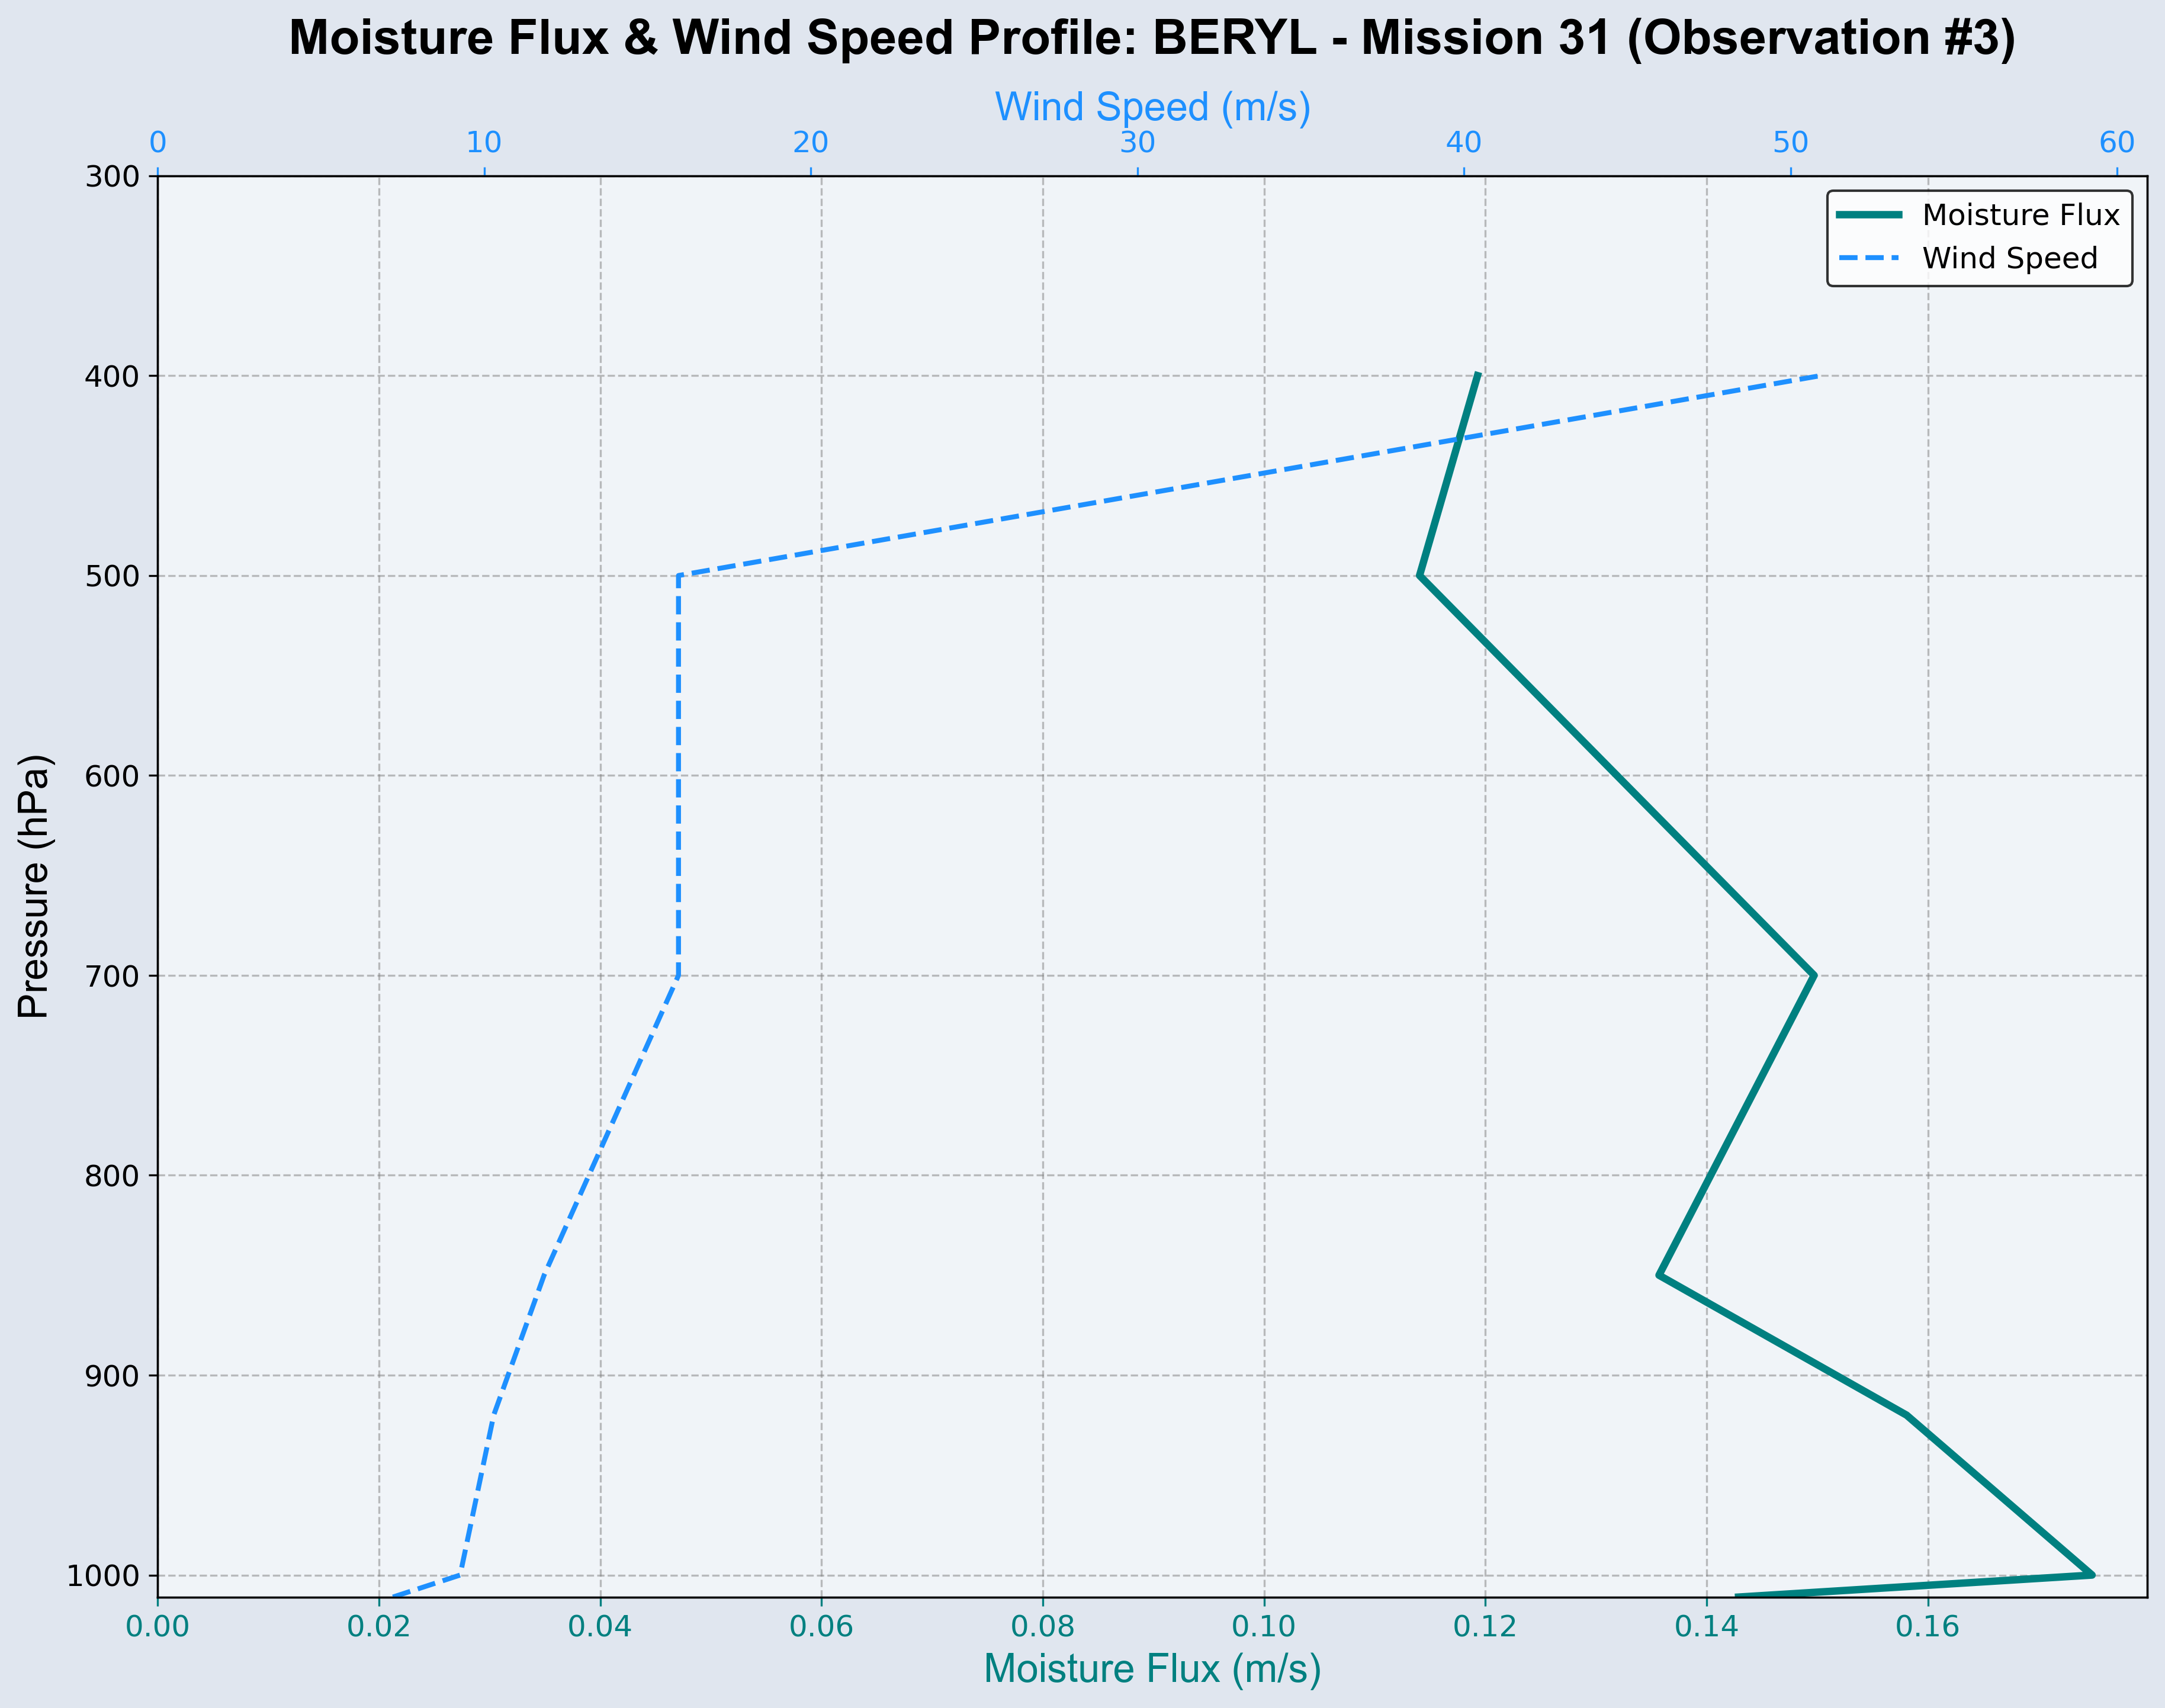 Moisture Flux & Wind Speed Profile: BERYL - Mission 31 (Observation #3)
Wind Speed (m/s)
0 10 20 30 40 50 60
Moisture Flux
Wind Speed
Pressure (hPa)
300
400
500
600
700
800
900
1000
0.00 0.02 0.04 0.06 0.08 0.10 0.12 0.14 0.16
Moisture Flux (m/s)